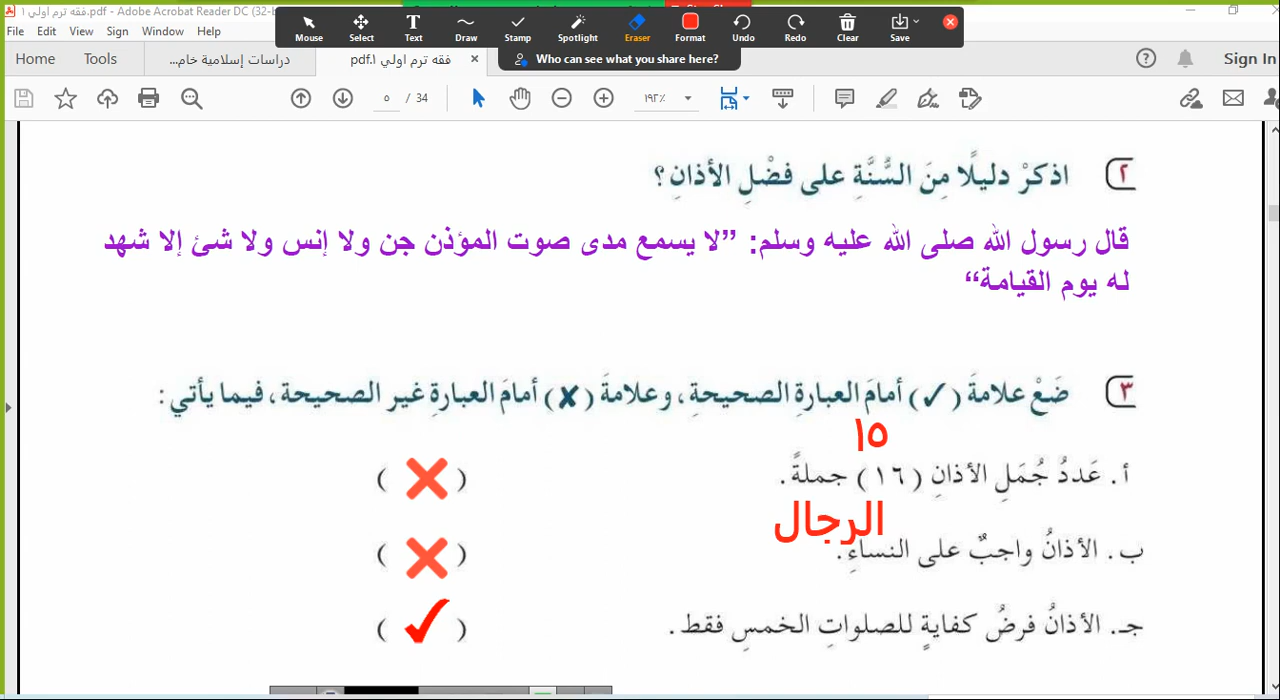 فقه ترم اولي ١.pdf - Adobe Acrobat Reader DC (32-b
Mouse Select Text Draw Stamp Spotlight Eraser Format Undo Redo Clear Save
File Edit View Sign Window Help
Who can see what you share here?
Home Tools دراسات إسلامية خام.... فقه ترم اولي ١.pdf × Sign In
٥ / 34 ١٩٢٪
٢ اذكرْ دليلًا مِنَ السُّنَّةِ على فضْلِ الأذانِ؟
قال رسول الله صلى الله عليه وسلم: ”لا يسمع مدى صوت المؤذن جن ولا إنس ولا شئ إلا شهد
له يوم القيامة“
٣ ضَعْ علامةَ (✓) أمامَ العبارةِ الصحيحةِ، وعلامةَ (✗) أمامَ العبارةِ غير الصحيحة، فيما يأتي:
١٥
أ. عَددُ جُمَلِ الأذانِ (١٦) جملةً. (❌)
الرجال
ب. الأذانُ واجبٌ على النساءِ. (❌)
جـ. الأذانُ فرضُ كفايةٍ للصلواتِ الخمسِ فقط. (✓)